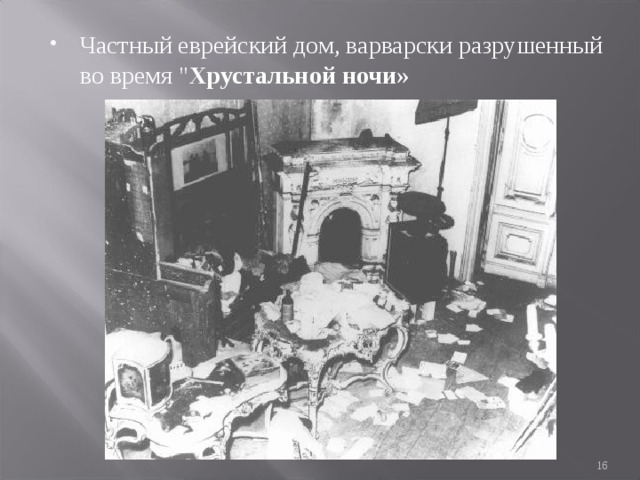 • Частный еврейский дом, варварски разрушенный
во время "Хрустальной ночи»
16